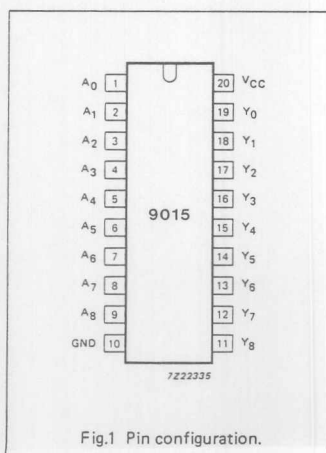 A0 1 20 VCC
A1 2 19 Y0
A2 3 18 Y1
A3 4 17 Y2
A4 5 16 Y3
9015
A5 6 15 Y4
A6 7 14 Y5
A7 8 13 Y6
A8 9 12 Y7
GND 10 11 Y8
7Z22335
Fig.1 Pin configuration.